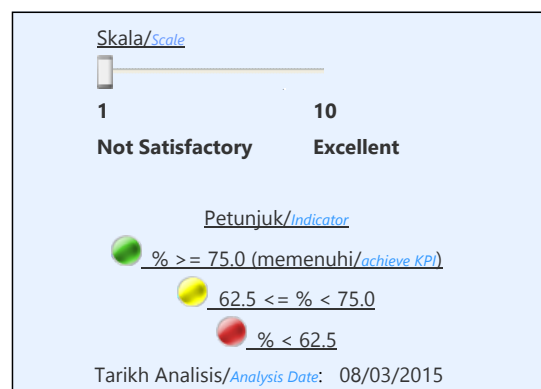 Skala/Scale
1 10
Not Satisfactory Excellent
Petunjuk/Indicator
% >= 75.0 (memenuhi/achieve KPI)
62.5 <= % < 75.0
% < 62.5
Tarikh Analisis/Analysis Date: 08/03/2015